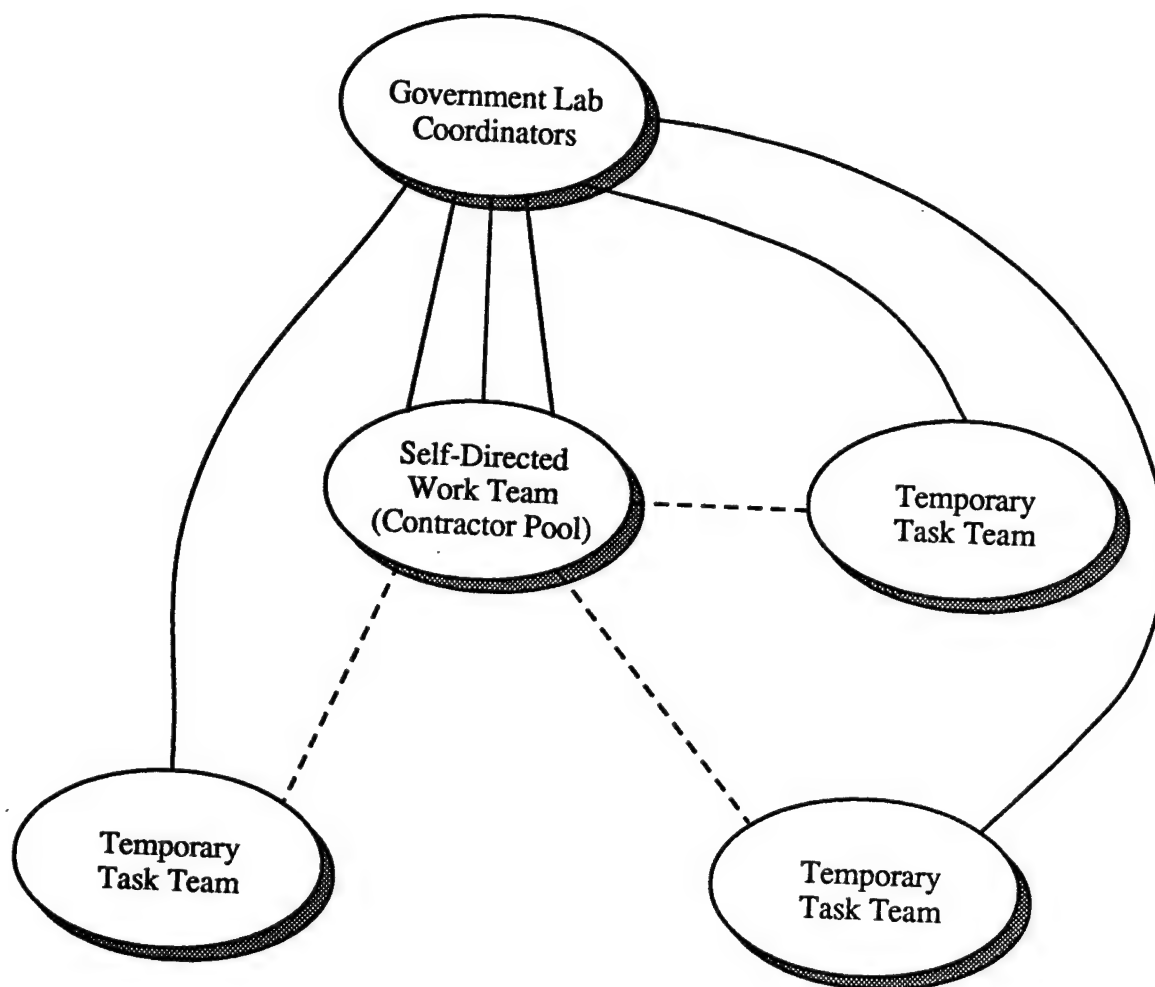 Government Lab
Coordinators
Self-Directed
Work Team
(Contractor Pool)
Temporary
Task Team
Temporary
Task Team
Temporary
Task Team